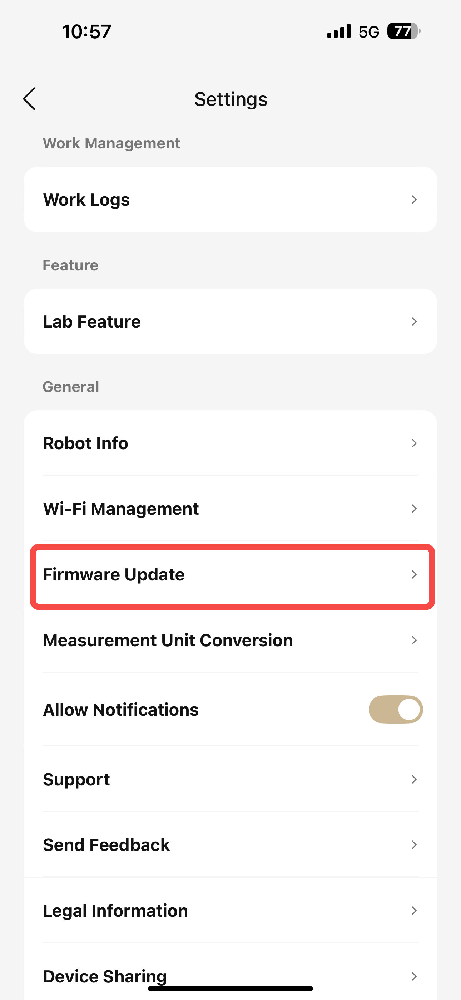 10:57
5G 77
Settings
Work Management
Work Logs
Feature
Lab Feature
General
Robot Info
Wi-Fi Management
Firmware Update
Measurement Unit Conversion
Allow Notifications
Support
Send Feedback
Legal Information
Device Sharing